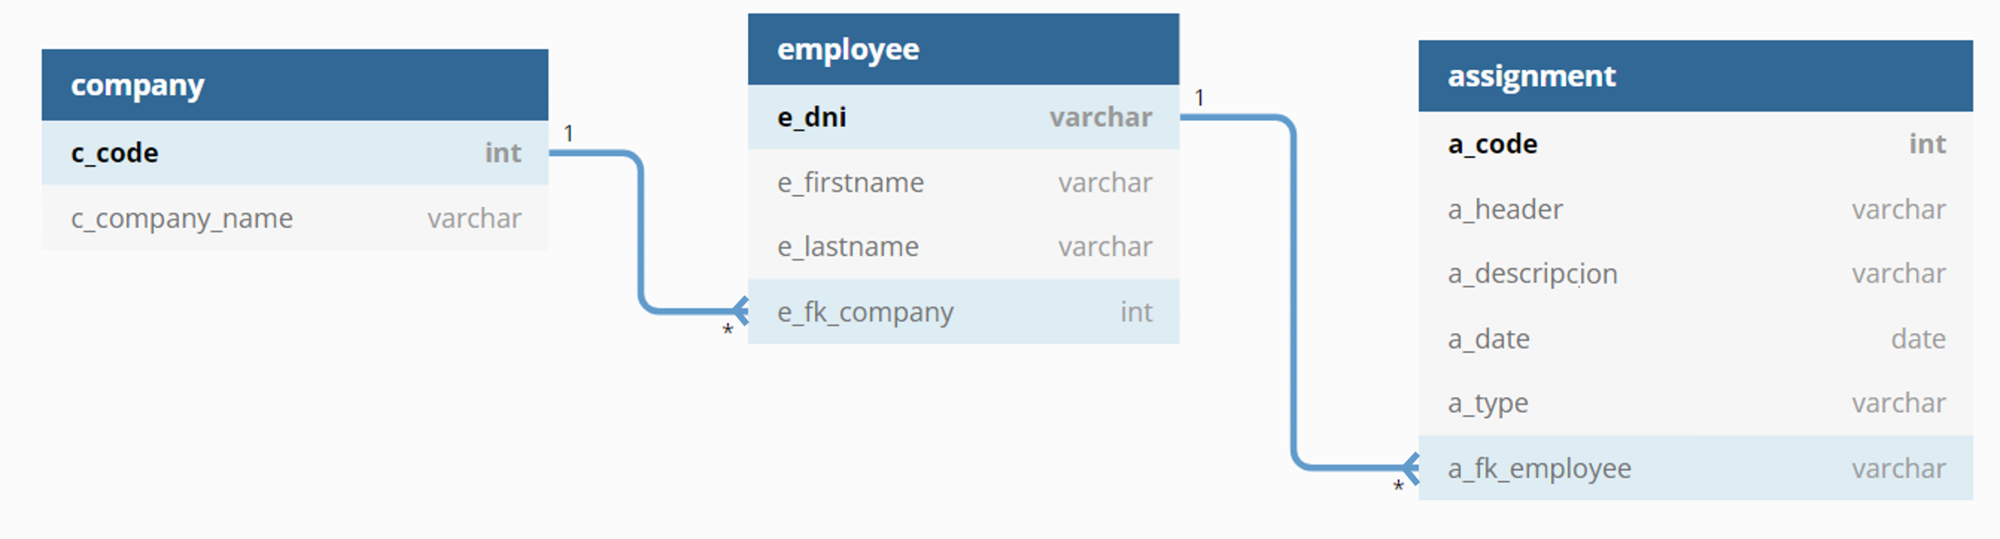 company
c_code int
c_company_name varchar
1
*
employee
e_dni varchar
e_firstname varchar
e_lastname varchar
e_fk_company int
1
*
assignment
a_code int
a_header varchar
a_descripcion varchar
a_date date
a_type varchar
a_fk_employee varchar